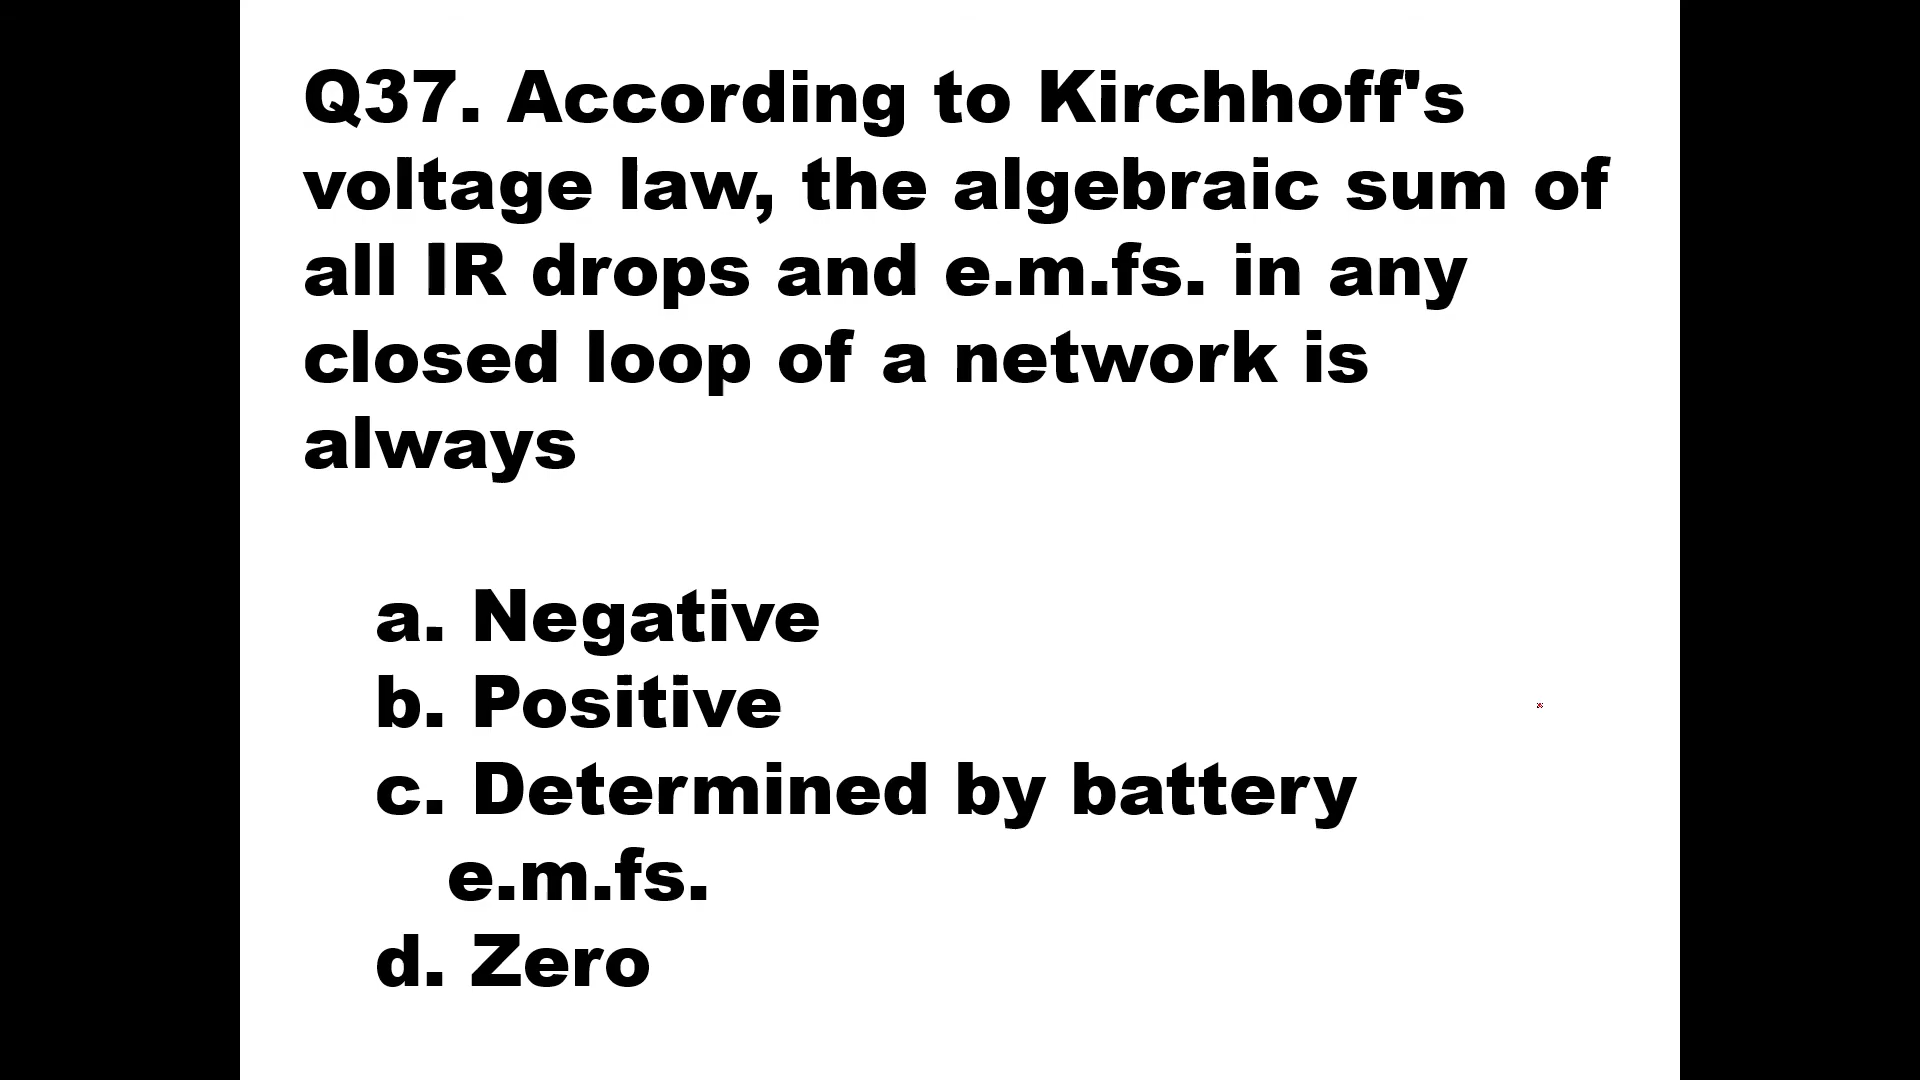 Q37. According to Kirchhoff's
voltage law, the algebraic sum of
all IR drops and e.m.fs. in any
closed loop of a network is
always
a. Negative
b. Positive
c. Determined by battery
e.m.fs.
d. Zero